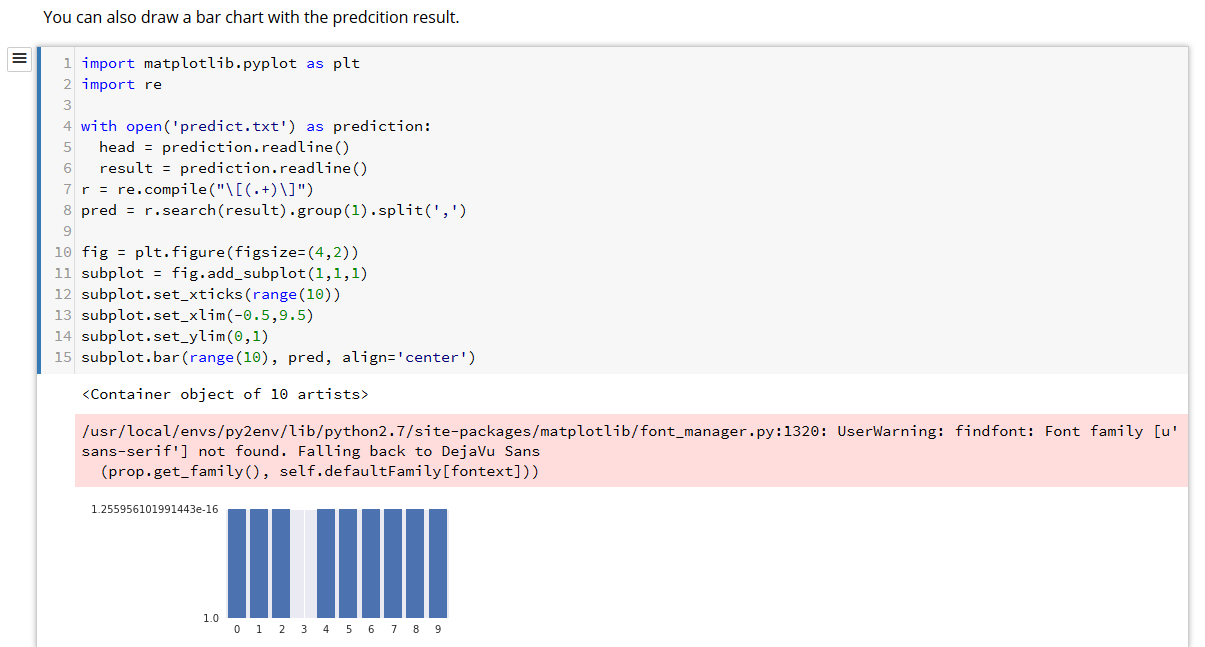 You can also draw a bar chart with the predcition result.
1 import matplotlib.pyplot as plt
2 import re
3
4 with open('predict.txt') as prediction:
5   head = prediction.readline()
6   result = prediction.readline()
7 r = re.compile("\[(.+)\]")
8 pred = r.search(result).group(1).split(',')
9
10 fig = plt.figure(figsize=(4,2))
11 subplot = fig.add_subplot(1,1,1)
12 subplot.set_xticks(range(10))
13 subplot.set_xlim(-0.5,9.5)
14 subplot.set_ylim(0,1)
15 subplot.bar(range(10), pred, align='center')
<Container object of 10 artists>
/usr/local/envs/py2env/lib/python2.7/site-packages/matplotlib/font_manager.py:1320: UserWarning: findfont: Font family [u'
sans-serif'] not found. Falling back to DejaVu Sans
  (prop.get_family(), self.defaultFamily[fontext]))
1.255956101991443e-16
1.0
0 1 2 3 4 5 6 7 8 9